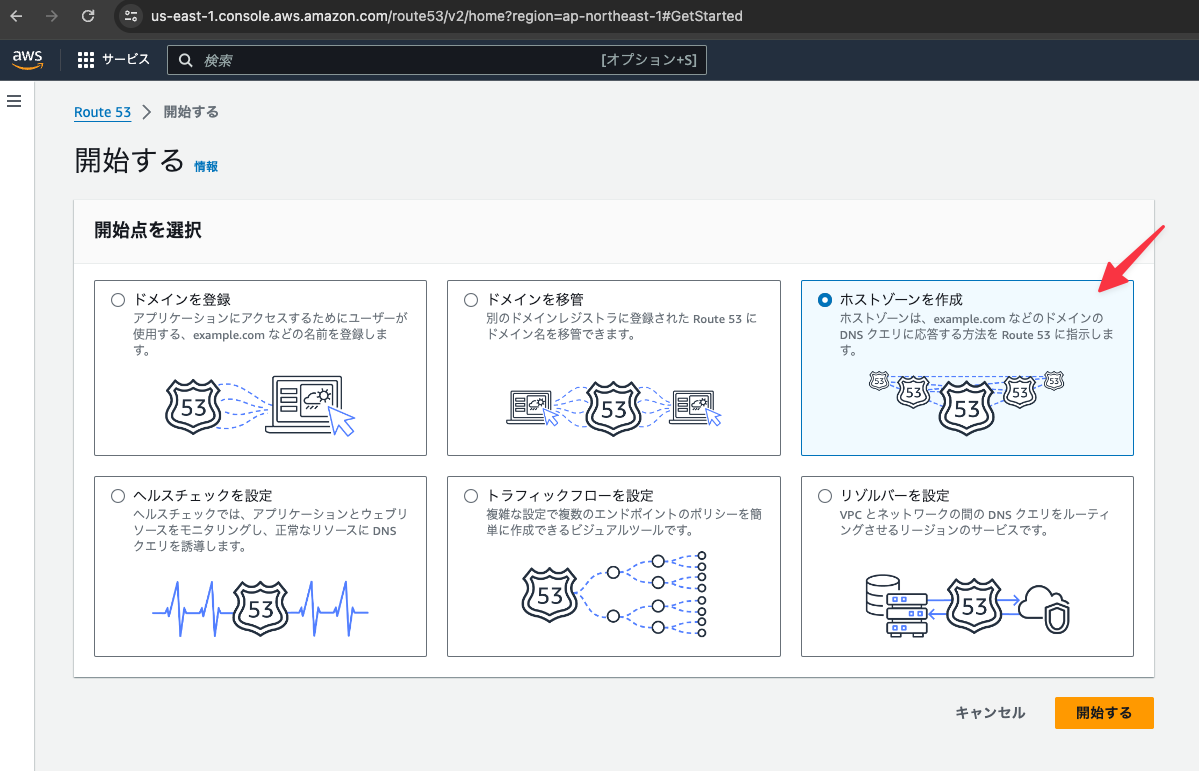 us-east-1.console.aws.amazon.com/route53/v2/home?region=ap-northeast-1#GetStarted
aws サービス 検索 [オプション+S]
Route 53 開始する
開始する 情報
開始点を選択
ドメインを登録
アプリケーションにアクセスするためにユーザーが
使用する、example.com などの名前を登録しま
す。
53
ドメインを移管
別のドメインレジストラに登録された Route 53 に
ドメイン名を移管できます。
53
ホストゾーンを作成
ホストゾーンは、example.com などのドメインの
DNS クエリに応答する方法を Route 53 に指示しま
す。
53 53 53 53 53
ヘルスチェックを設定
ヘルスチェックでは、アプリケーションとウェブリ
ソースをモニタリングし、正常なリソースに DNS
クエリを誘導します。
53
トラフィックフローを設定
複雑な設定で複数のエンドポイントのポリシーを簡
単に作成できるビジュアルツールです。
53
リゾルバーを設定
VPC とネットワークの間の DNS クエリをルーティ
ングさせるリージョンのサービスです。
53
キャンセル 開始する